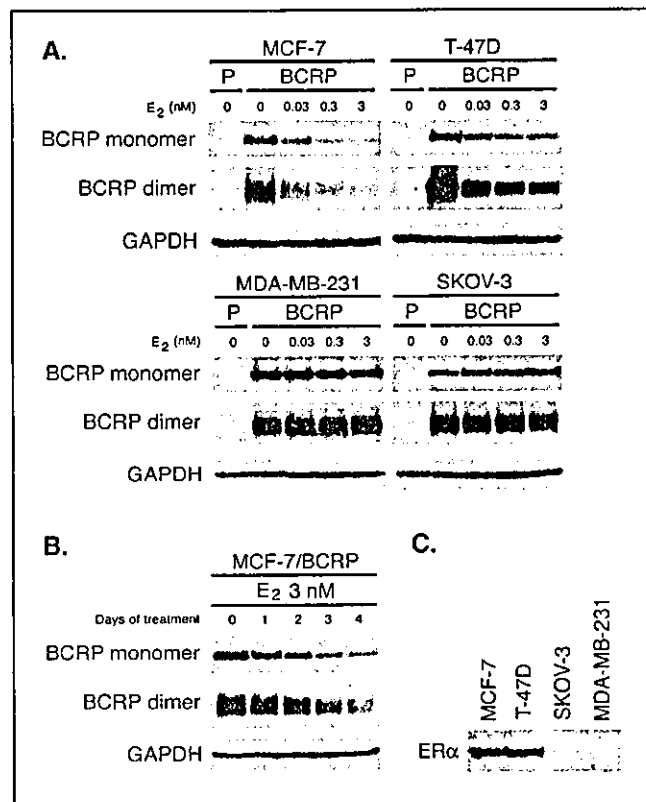 A.
MCF-7 T-47D
P BCRP P BCRP
E₂ (nM) 0 0 0.03 0.3 3 0 0 0.03 0.3 3
BCRP monomer
BCRP dimer
GAPDH
MDA-MB-231 SKOV-3
P BCRP P BCRP
E₂ (nM) 0 0 0.03 0.3 3 0 0 0.03 0.3 3
BCRP monomer
BCRP dimer
GAPDH
B.
MCF-7/BCRP
E₂ 3 nM
Days of treatment 0 1 2 3 4
BCRP monomer
BCRP dimer
GAPDH
C.
MCF-7
T-47D
SKOV-3
MDA-MB-231
ERα